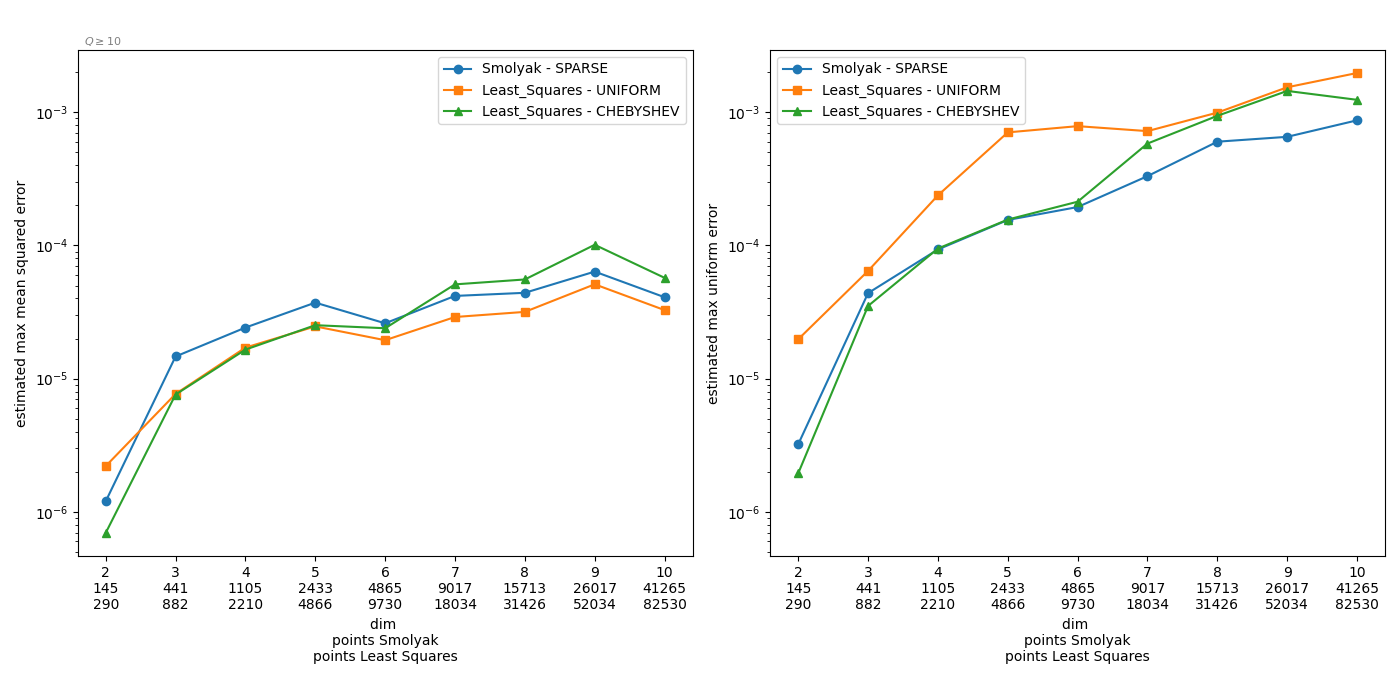 Q ≥ 10
estimated max mean squared error
10⁻³
10⁻⁴
10⁻⁵
10⁻⁶
Smolyak - SPARSE
Least_Squares - UNIFORM
Least_Squares - CHEBYSHEV
2 3 4 5 6 7 8 9 10
145 441 1105 2433 4865 9017 15713 26017 41265
290 882 2210 4866 9730 18034 31426 52034 82530
dim
points Smolyak
points Least Squares
estimated max uniform error
10⁻³
10⁻⁴
10⁻⁵
10⁻⁶
Smolyak - SPARSE
Least_Squares - UNIFORM
Least_Squares - CHEBYSHEV
2 3 4 5 6 7 8 9 10
145 441 1105 2433 4865 9017 15713 26017 41265
290 882 2210 4866 9730 18034 31426 52034 82530
dim
points Smolyak
points Least Squares